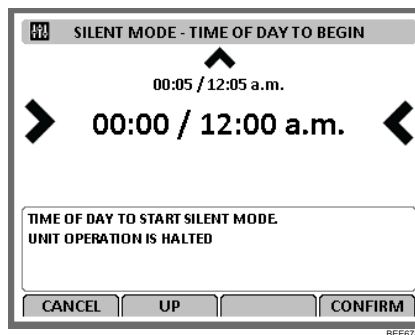 SILENT MODE - TIME OF DAY TO BEGIN
00:05 / 12:05 a.m.
00:00 / 12:00 a.m.
TIME OF DAY TO START SILENT MODE.
UNIT OPERATION IS HALTED
CANCEL UP CONFIRM
BEE67